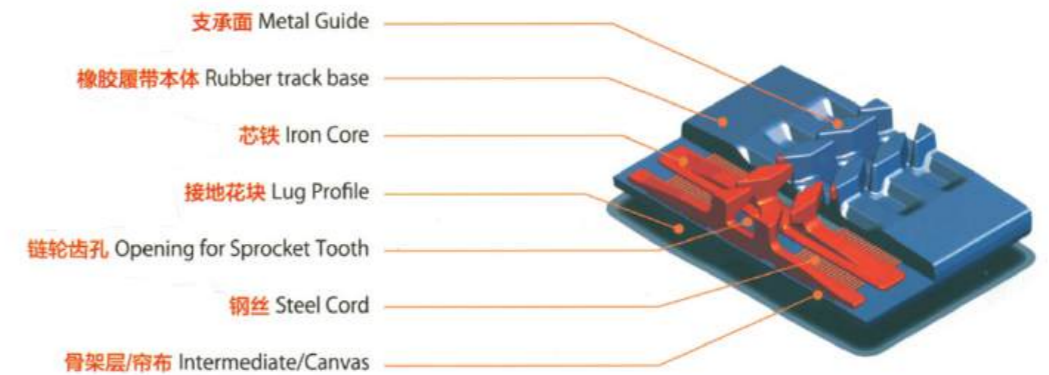 支承面 Metal Guide
橡胶履带本体 Rubber track base
芯铁 Iron Core
接地花块 Lug Profile
链轮齿孔 Opening for Sprocket Tooth
钢丝 Steel Cord
骨架层/帘布 Intermediate/Canvas